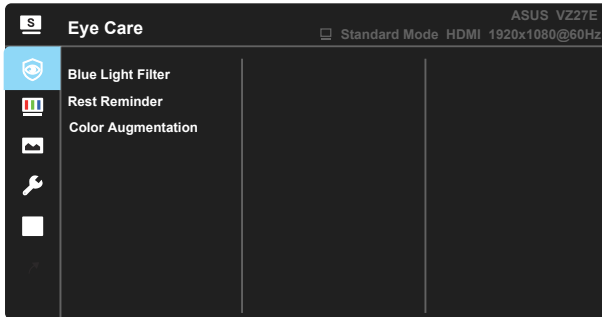 S
ASUS VZ27E
Eye Care
Standard Mode HDMI 1920x1080@60Hz
Blue Light Filter
Rest Reminder
Color Augmentation